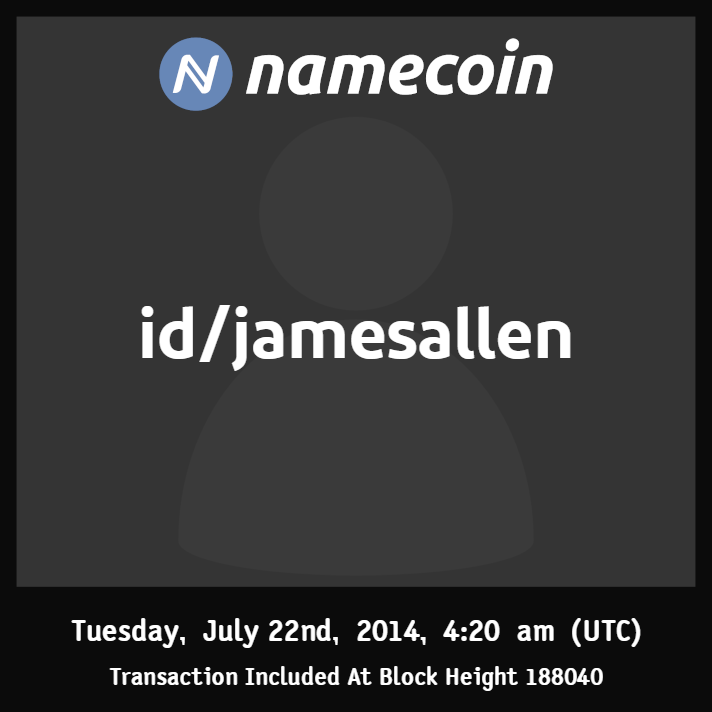 namecoin
id/jamesallen
Tuesday, July 22nd, 2014, 4:20 am (UTC)
Transaction Included At Block Height 188040